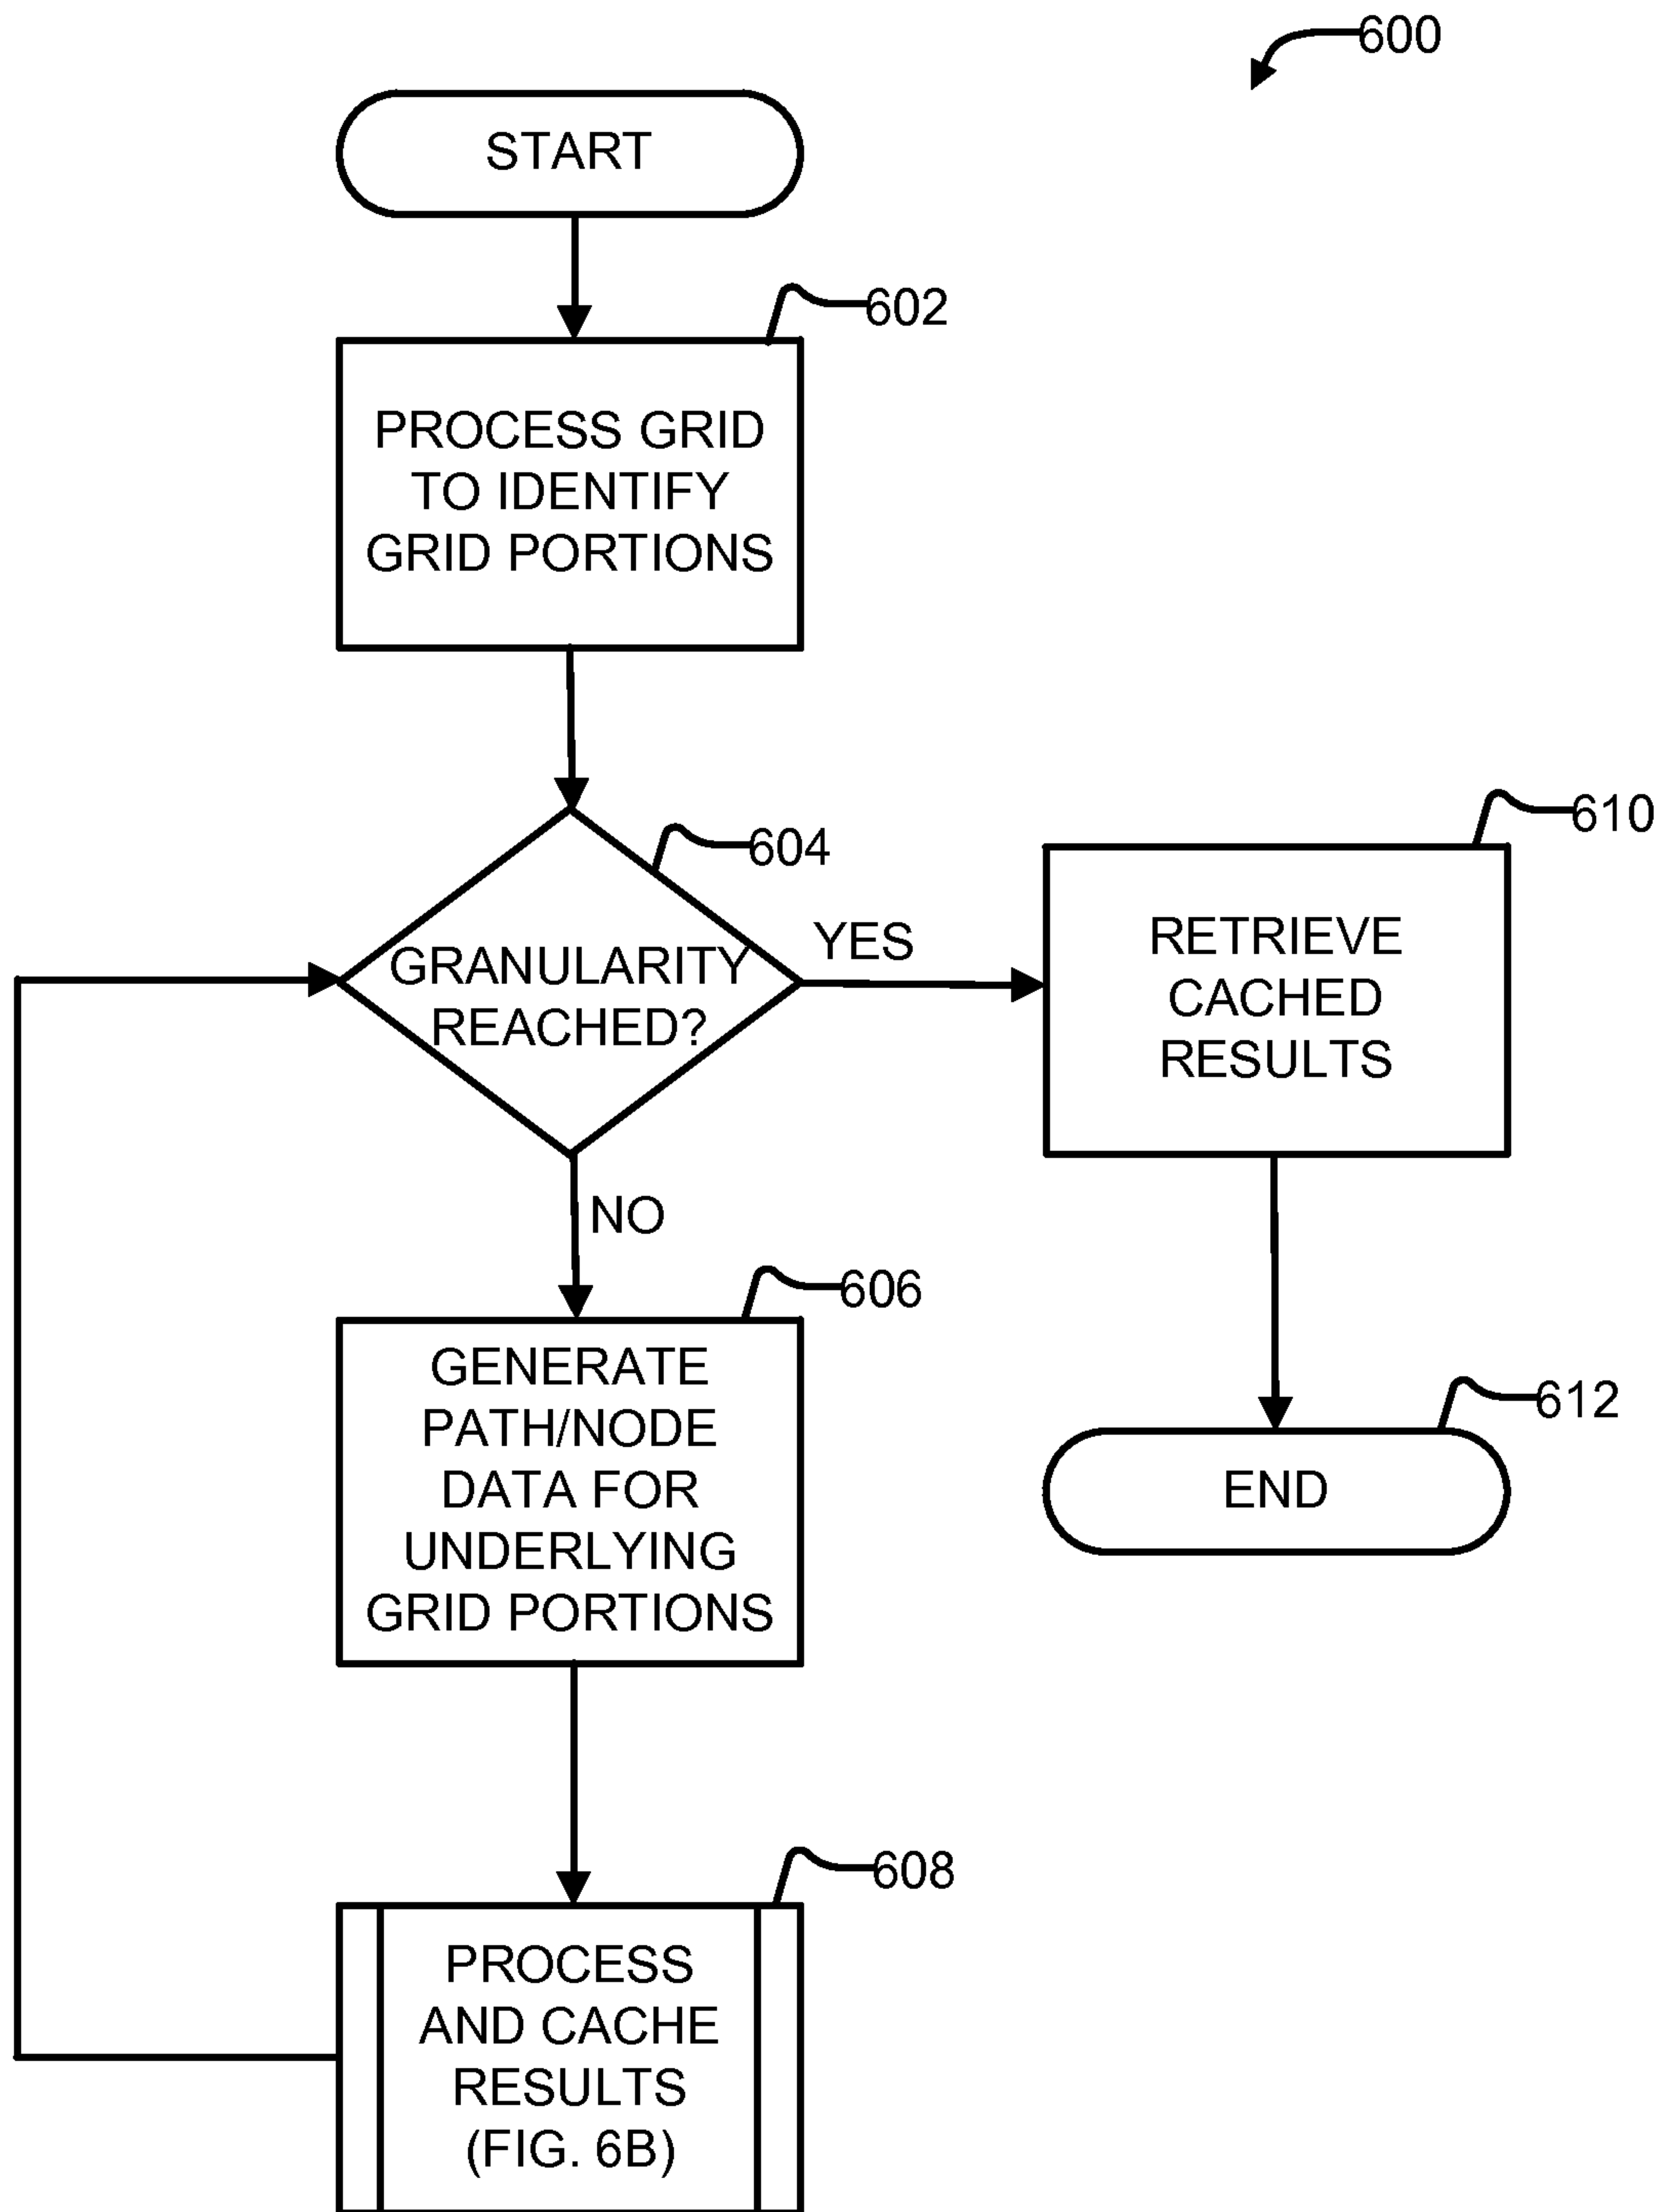 600
START
602
PROCESS GRID
TO IDENTIFY
GRID PORTIONS
604
GRANULARITY
REACHED?
YES
610
RETRIEVE
CACHED
RESULTS
NO
606
GENERATE
PATH/NODE
DATA FOR
UNDERLYING
GRID PORTIONS
612
END
608
PROCESS
AND CACHE
RESULTS
(FIG. 6B)